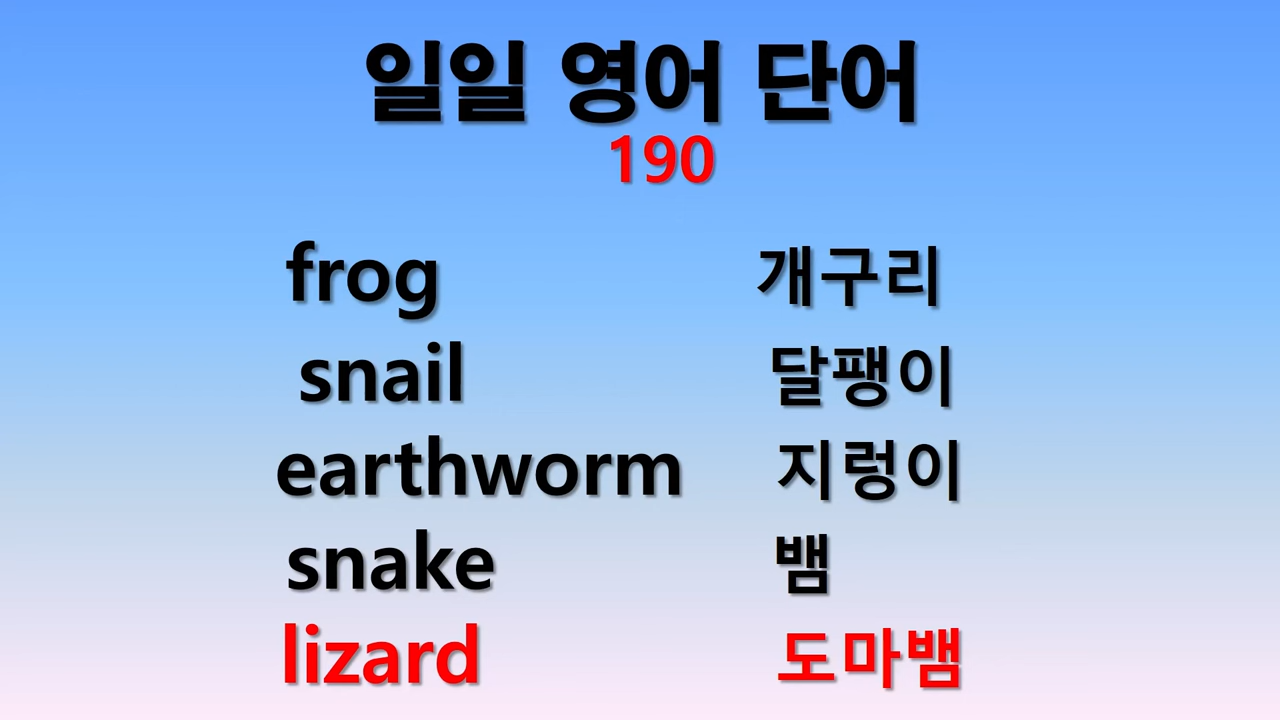 일일 영어 단어
190
frog 개구리
snail 달팽이
earthworm 지렁이
snake 뱀
lizard 도마뱀